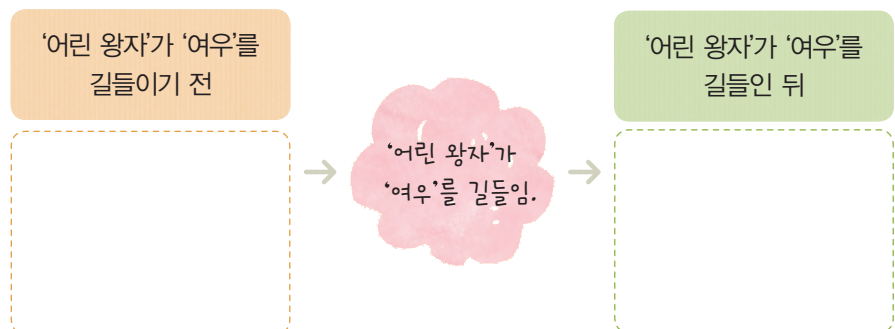 ‘어린 왕자’가 ‘여우’를
길들이기 전
‘어린 왕자’가
‘여우’를 길들임.
‘어린 왕자’가 ‘여우’를
길들인 뒤